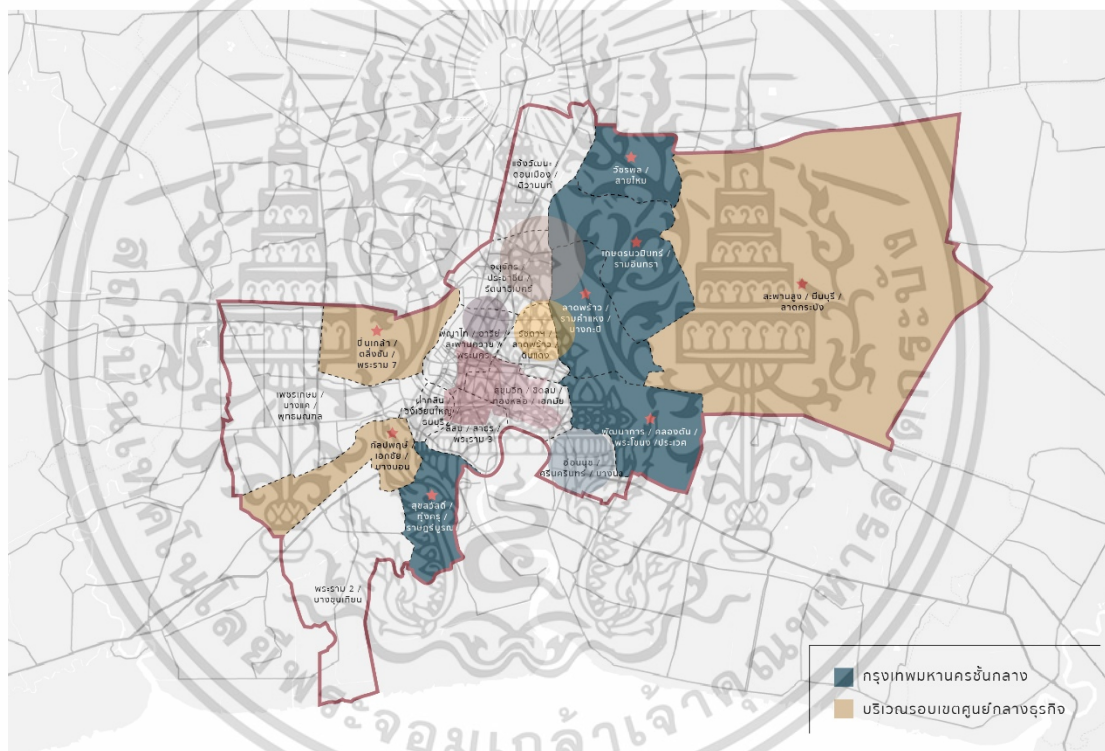 แจ้งวัฒนะ
ดอนเมือง /
ติวานนท์
วัชรพล /
สายไหม
เกษตรนวมินทร์ /
รามอินทรา
จตุจักร /
ประชาชื่น /
รัตนาธิเบศร์
ลาดพร้าว /
รามคำแหง /
บางกะปิ
สะพานสูง / มีนบุรี /
ลาดกระบัง
ปิ่นเกล้า /
ตลิ่งชัน /
พระราม 7
พญาไท / อารีย์
สะพานควาย /
รัชดาฯ /
ลาดพร้าว /
ดินแดง
เพชรเกษม /
บางแค /
พุทธมณฑล
สุขุมวิท / ชิดลม
ทองหล่อ / เอกมัย
ฝากสิน /
วงเวียนใหญ่
ธนบุรี
สีลม / สาทร /
พระราม 3
พัฒนาการ / คลองตัน /
พระโขนง / ประเวศ
กัลปพฤกษ์
เอกชัย /
บางบอน
อ่อนนุช /
ศรีนครินทร์ / บางนา
สุขสวัสดิ์ /
ทุ่งครุ /
ราษฎร์บูรณะ
พระราม 2 /
บางขุนเทียน
กรุงเทพมหานครชั้นกลาง
บริเวณรอบเขตศูนย์กลางธุรกิจ